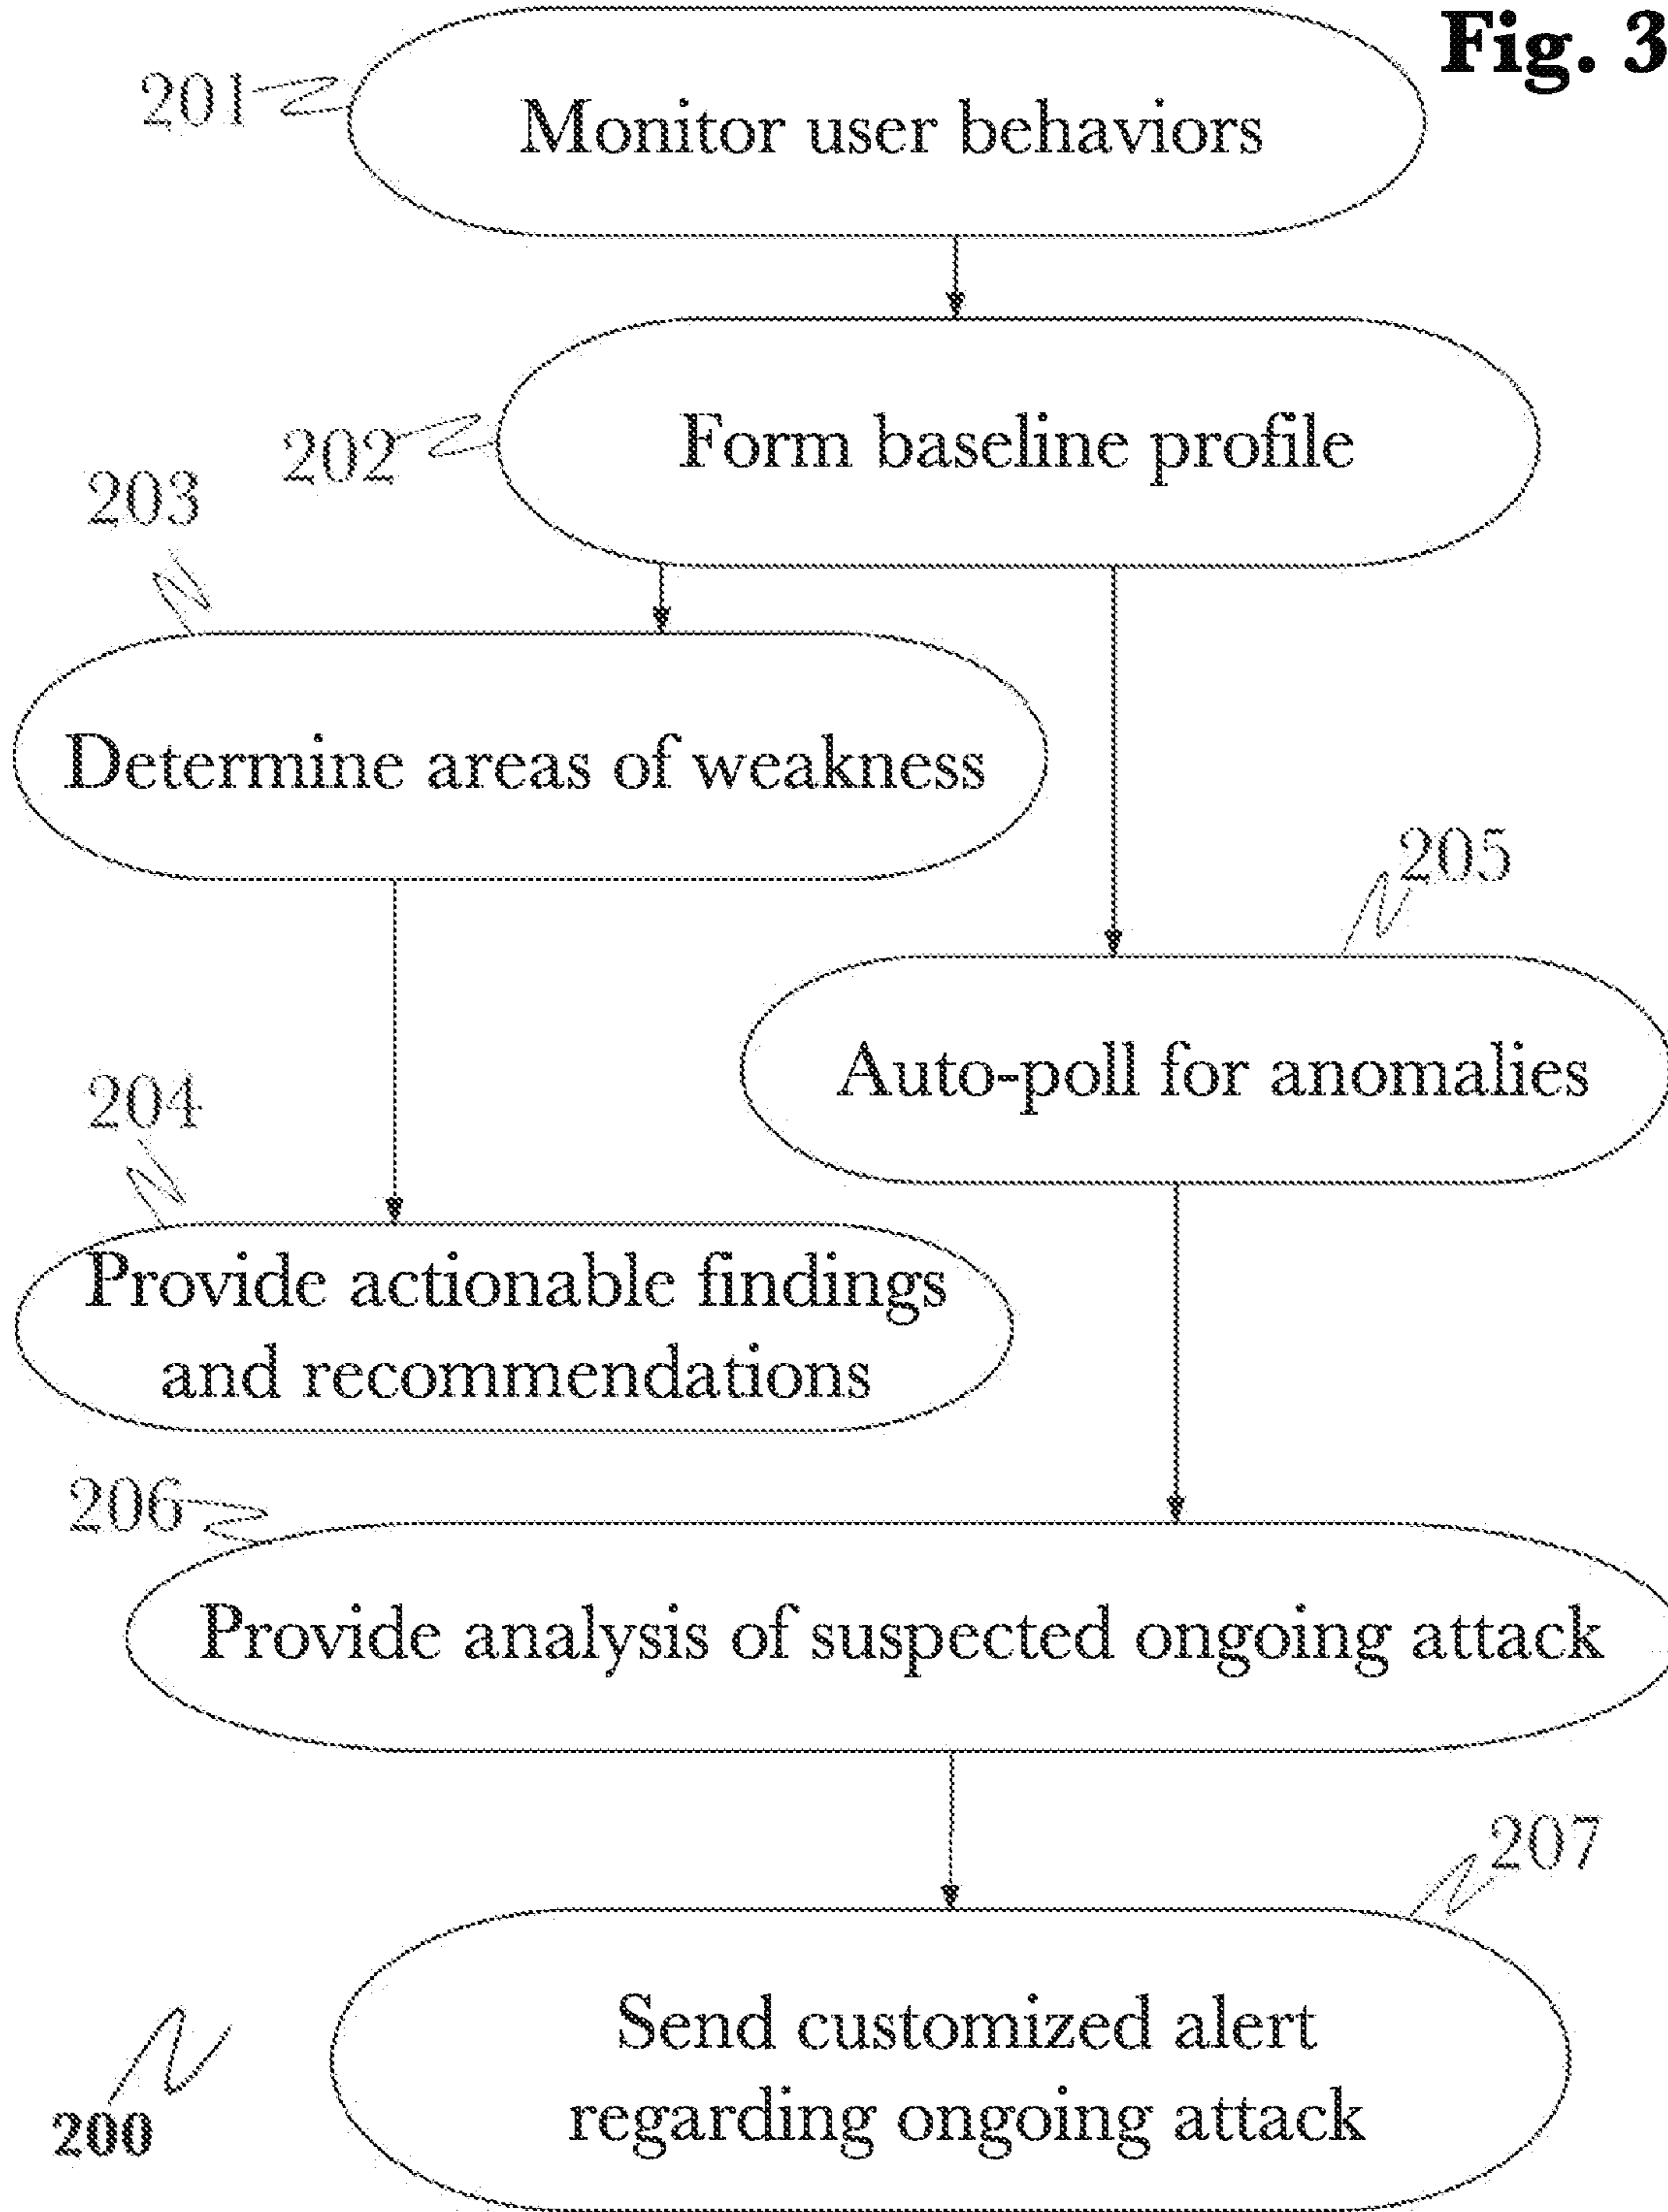 Fig. 3
201
Monitor user behaviors
202
Form baseline profile
203
Determine areas of weakness
205
Auto-poll for anomalies
204
Provide actionable findings
and recommendations
206
Provide analysis of suspected ongoing attack
207
Send customized alert
regarding ongoing attack
200